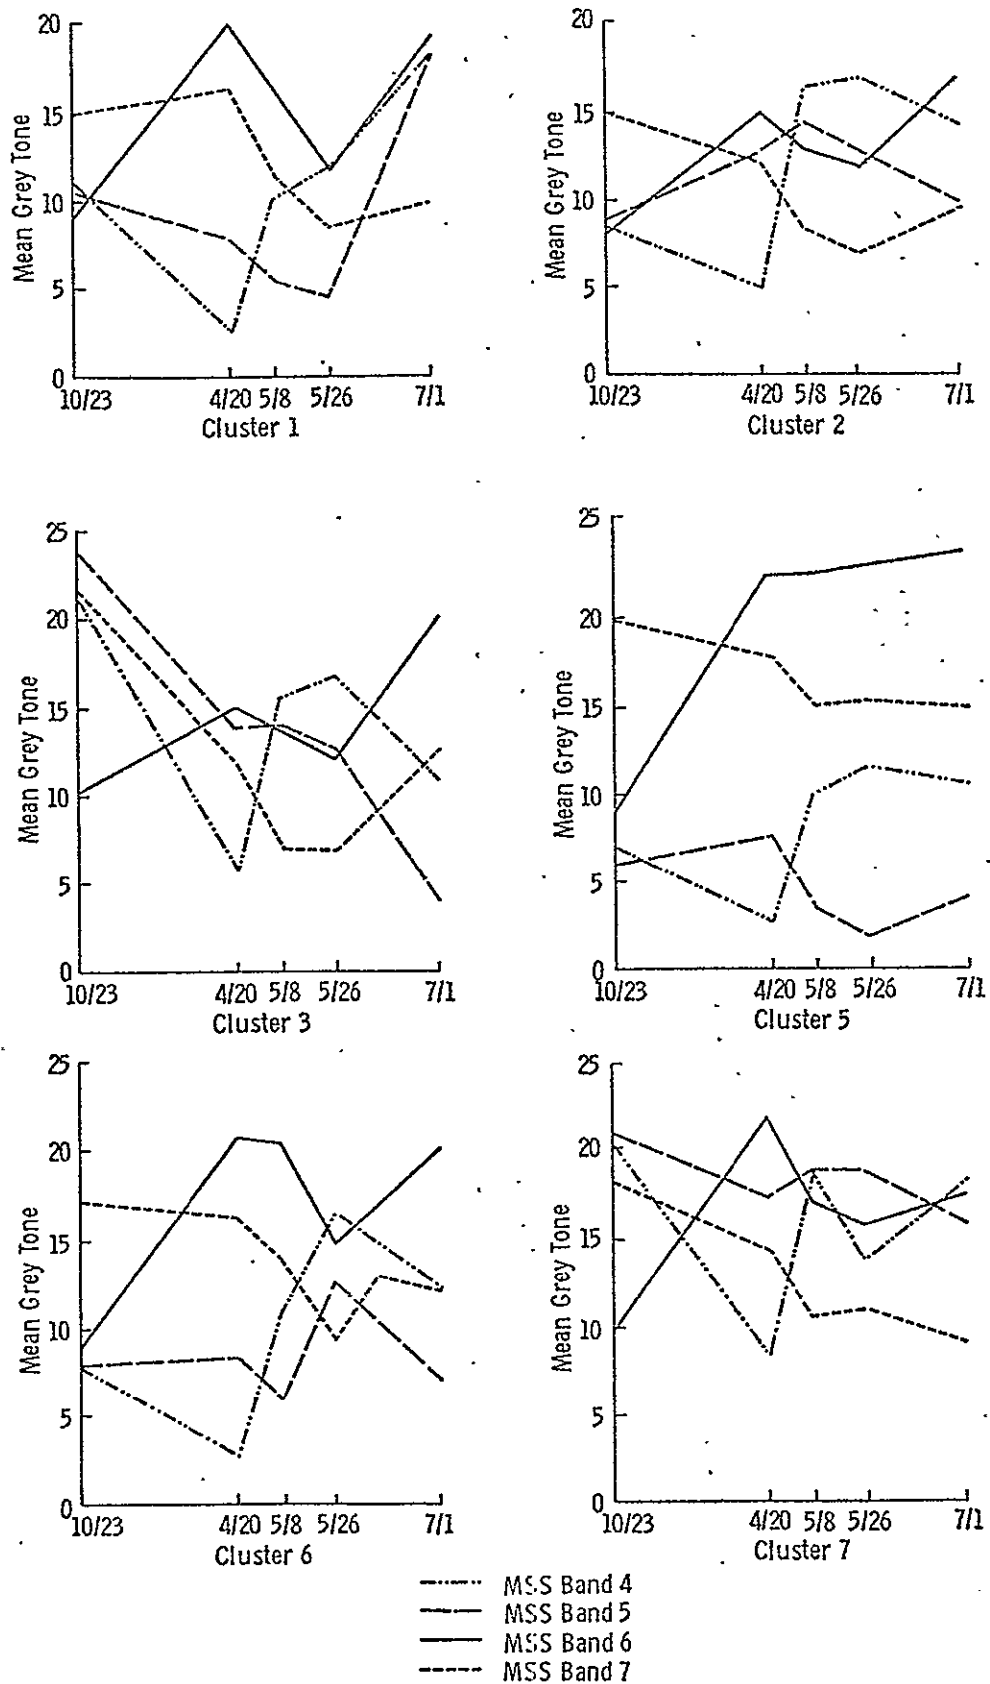 20
15
10
5
0
Mean Grey Tone
10/23 4/20 5/8 5/26 7/1
Cluster 1
20
15
10
5
0
Mean Grey Tone
10/23 4/20 5/8 5/26 7/1
Cluster 2
25
20
15
10
5
0
Mean Grey Tone
10/23 4/20 5/8 5/26 7/1
Cluster 3
25
20
15
10
5
0
Mean Grey Tone
10/23 4/20 5/8 5/26 7/1
Cluster 5
25
20
15
10
5
0
Mean Grey Tone
10/23 4/20 5/8 5/26 7/1
Cluster 6
25
20
15
10
5
0
Mean Grey Tone
10/23 4/20 5/8 5/26 7/1
Cluster 7
MSS Band 4
MSS Band 5
MSS Band 6
MSS Band 7